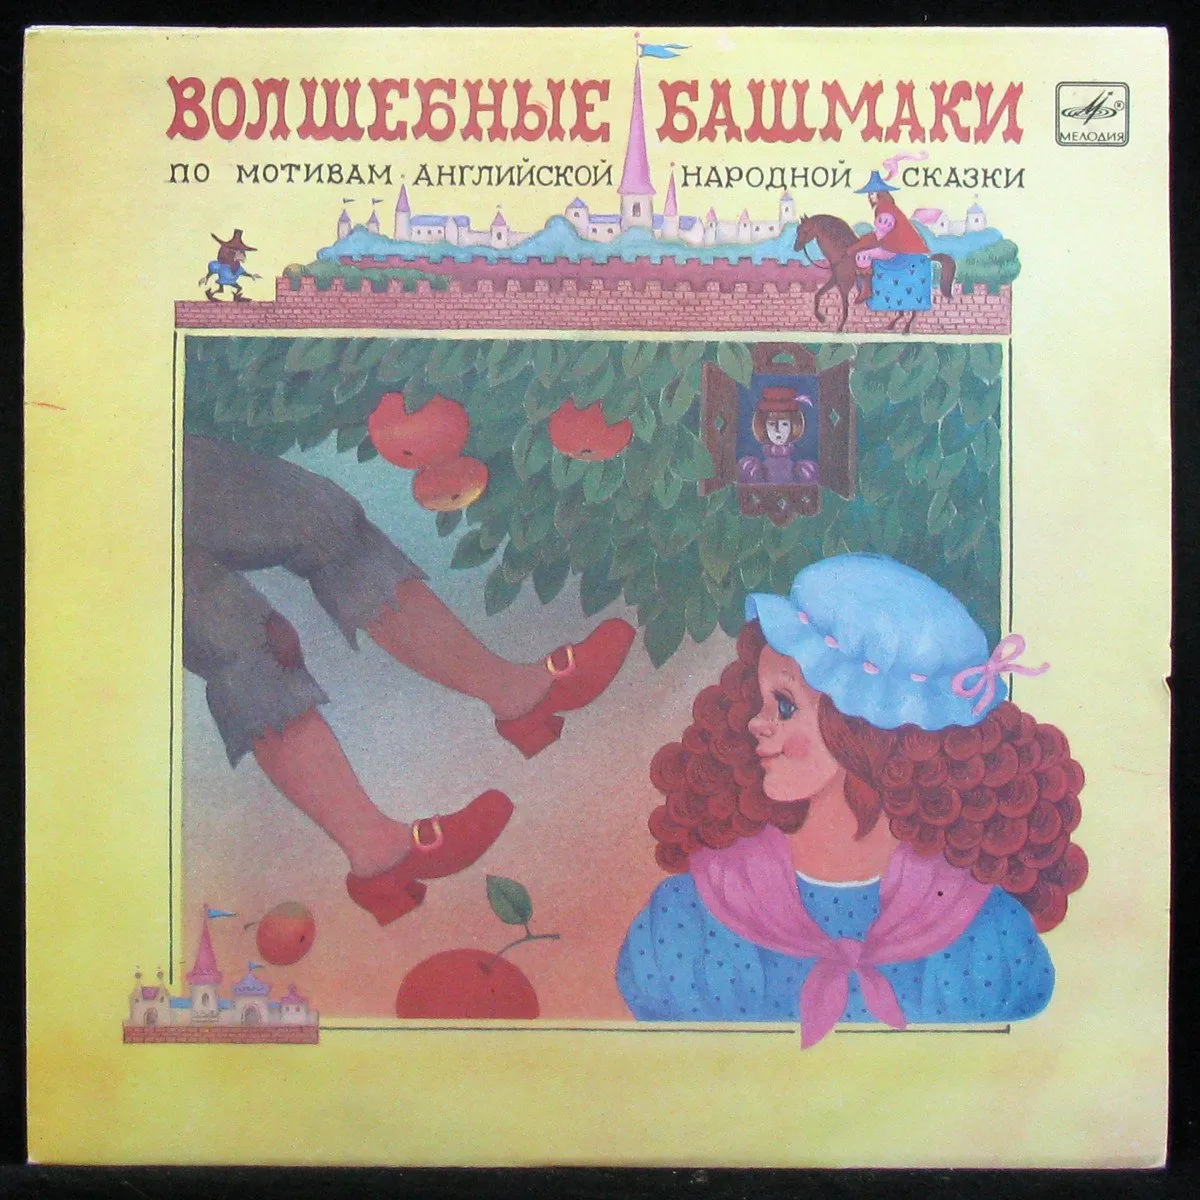 ВОЛШЕБНЫЕ БАШМАКИ
ПО МОТИВАМ АНГЛИЙСКОЙ НАРОДНОЙ СКАЗКИ
МЕЛОДИЯ